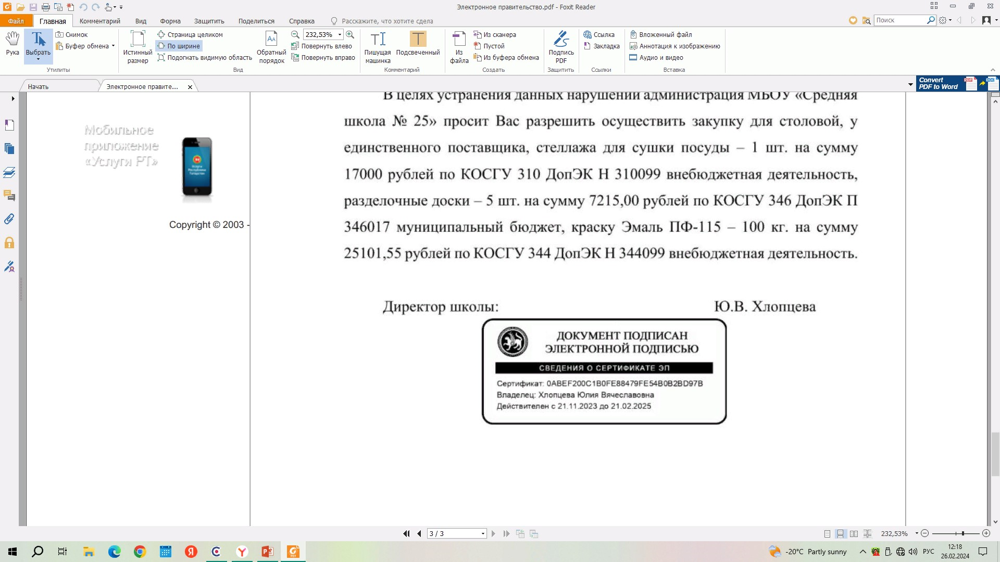 Электронное правительство.pdf - Foxit Reader
Файл Главная Комментарий Вид Форма Защитить Поделиться Справка Расскажите, что хотите сделать Поиск
Рука Выбрать Снимок Буфер обмена Утилиты
Истинный размер Страница целиком По ширине Подогнать видимую область Обратный порядок 232,53% Повернуть влево Повернуть вправо Вид
Пишущая машинка Подсвеченный Комментарий
Из файла Из сканера Пустой Из буфера обмена Создать
Подпись PDF Защитить
Ссылка Закладка Ссылки
Вложенный файл Аннотация к изображению Аудио и видео Вставка
Начать Электронное правите... Convert PDF to Word
Мобильное
приложение
«Услуги РТ»
Copyright © 2003 -
В целях устранения данных нарушений администрация МБОУ «Средняя
школа № 25» просит Вас разрешить осуществить закупку для столовой, у
единственного поставщика, стеллажа для сушки посуды – 1 шт. на сумму
17000 рублей по КОСГУ 310 ДопЭК Н 310099 внебюджетная деятельность,
разделочные доски – 5 шт. на сумму 7215,00 рублей по КОСГУ 346 ДопЭК П
346017 муниципальный бюджет, краску Эмаль ПФ-115 – 100 кг. на сумму
25101,55 рублей по КОСГУ 344 ДопЭК Н 344099 внебюджетная деятельность.
Директор школы: Ю.В. Хлопцева
ДОКУМЕНТ ПОДПИСАН
ЭЛЕКТРОННОЙ ПОДПИСЬЮ
СВЕДЕНИЯ О СЕРТИФИКАТЕ ЭП
Сертификат: 0ABEF200C1B0FE88479FE54B0B2BD97B
Владелец: Хлопцева Юлия Вячеславовна
Действителен с 21.11.2023 до 21.02.2025
3 / 3 232,53%
-20°C Partly sunny РУС 12:18
26.02.2024